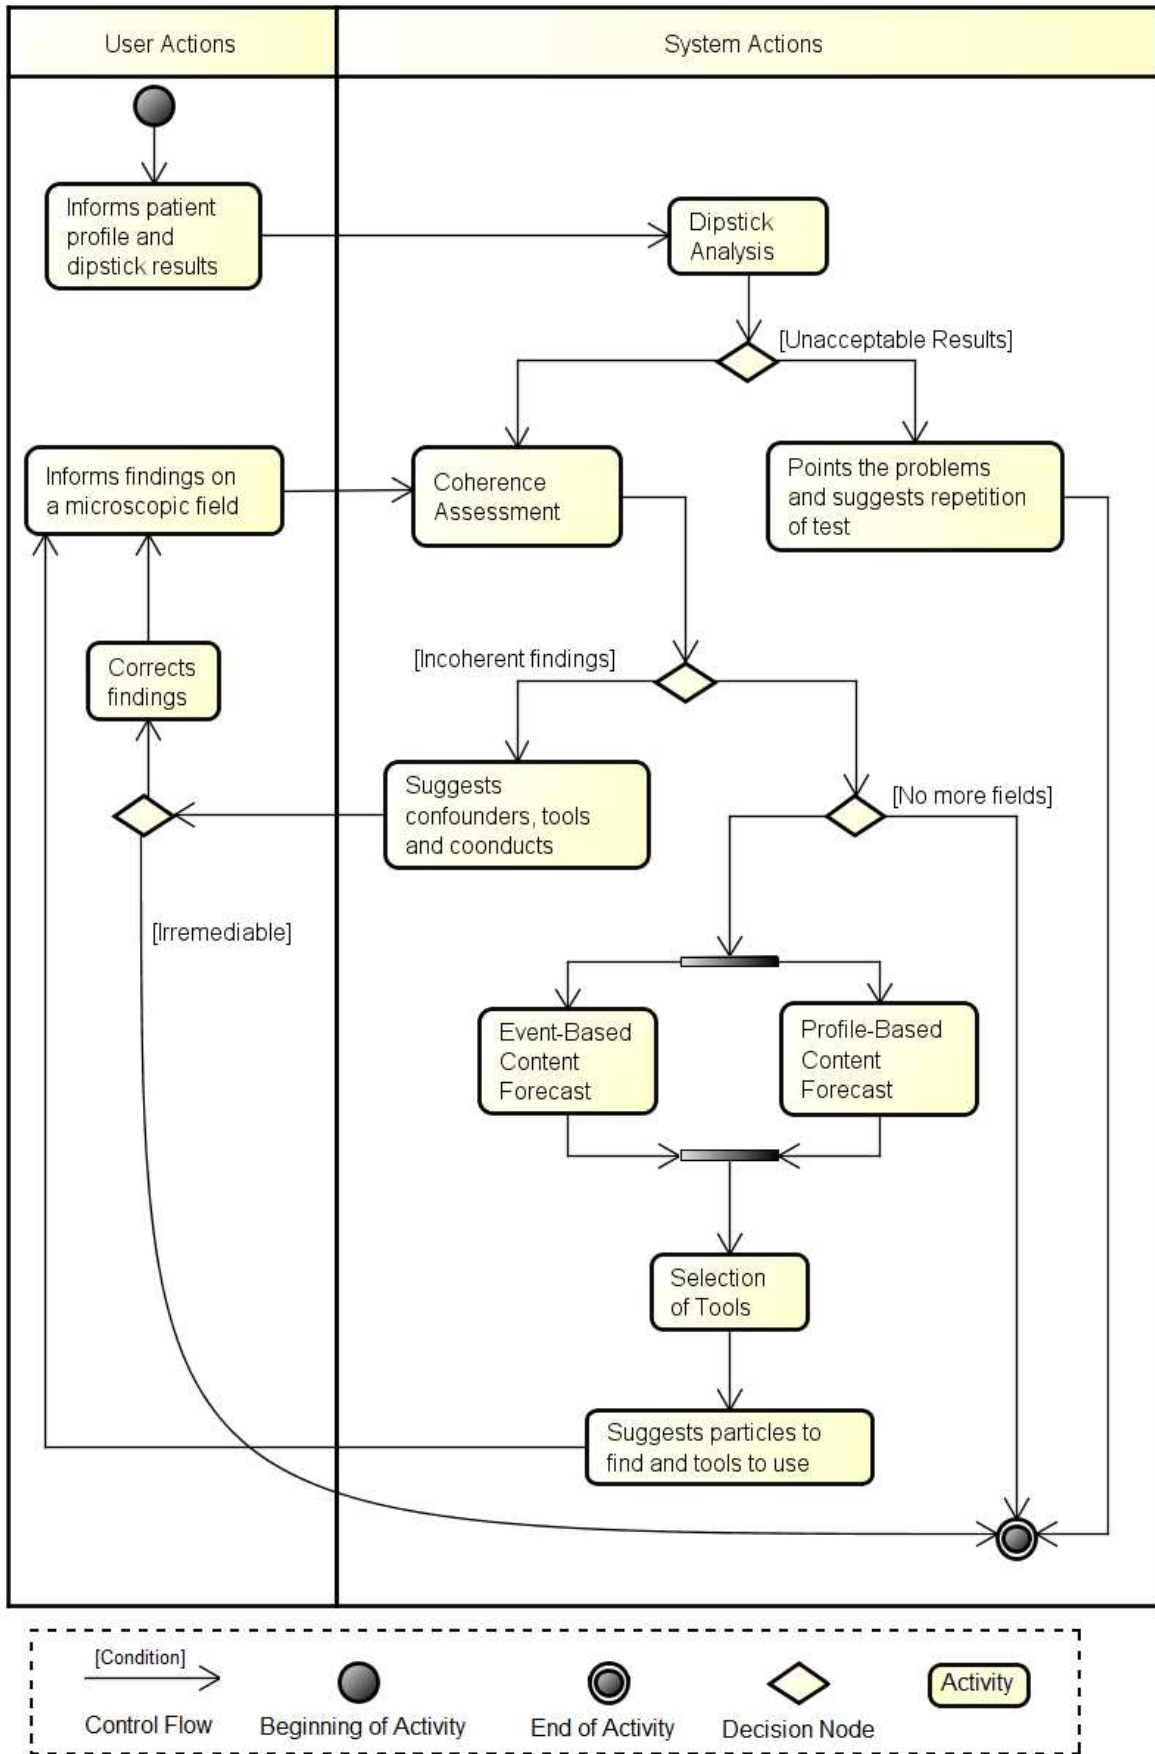 User Actions
System Actions
Informs patient
profile and
dipstick results
Dipstick
Analysis
[Unacceptable Results]
Informs findings on
a microscopic field
Coherence
Assessment
Points the problems
and suggests repetition
of test
Corrects
findings
[Incoherent findings]
Suggests
confounders, tools
and coonducts
[No more fields]
[Irremediable]
Event-Based
Content
Forecast
Profile-Based
Content
Forecast
Selection
of Tools
Suggests particles to
find and tools to use
[Condition]
Control Flow
Beginning of Activity
End of Activity
Decision Node
Activity